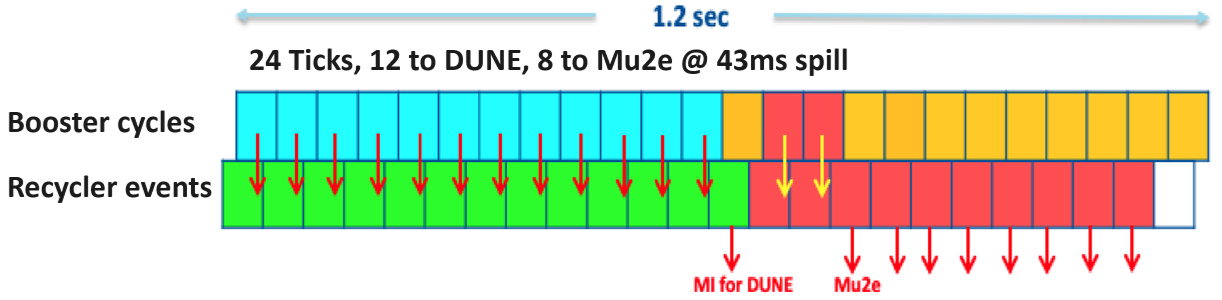 1.2 sec
24 Ticks, 12 to DUNE, 8 to Mu2e @ 43ms spill
Booster cycles
Recycler events
MI for DUNE Mu2e